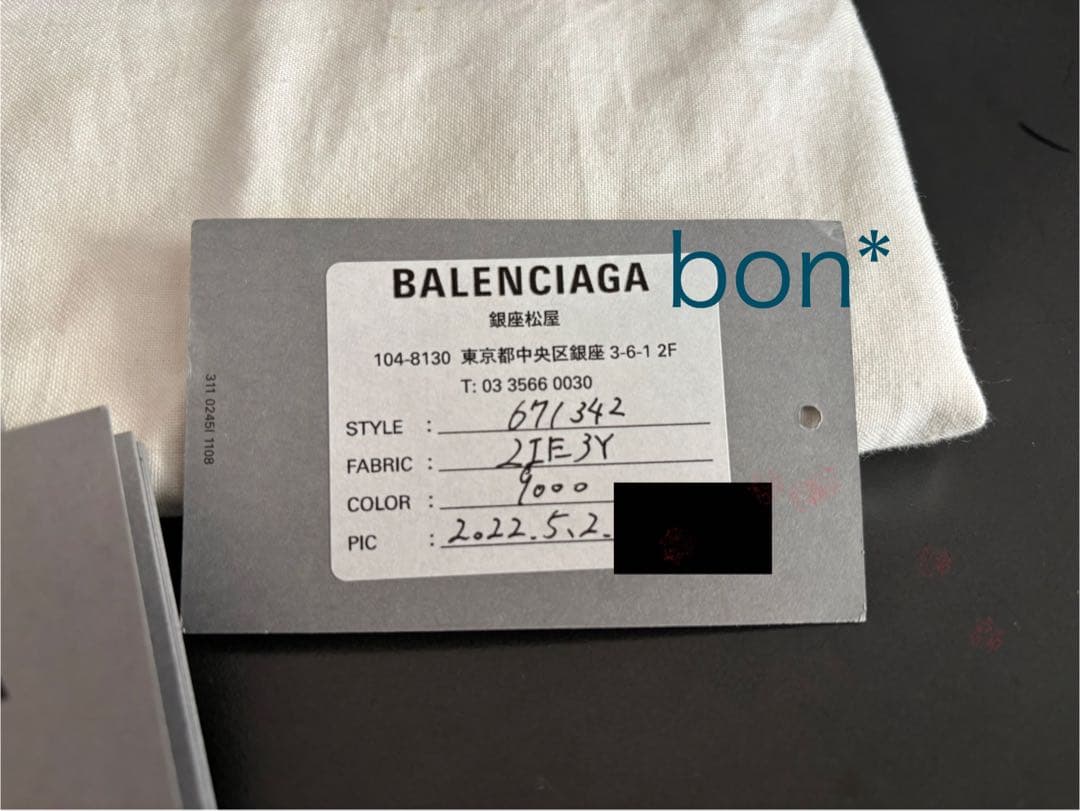 bon*
BALENCIAGA
銀座松屋
104-8130 東京都中央区銀座 3-6-1 2F
T: 03 3566 0030
STYLE : 671342
FABRIC : 2IE3Y
COLOR : 9000
PIC : 2022.5.2.
311 0245I 1108